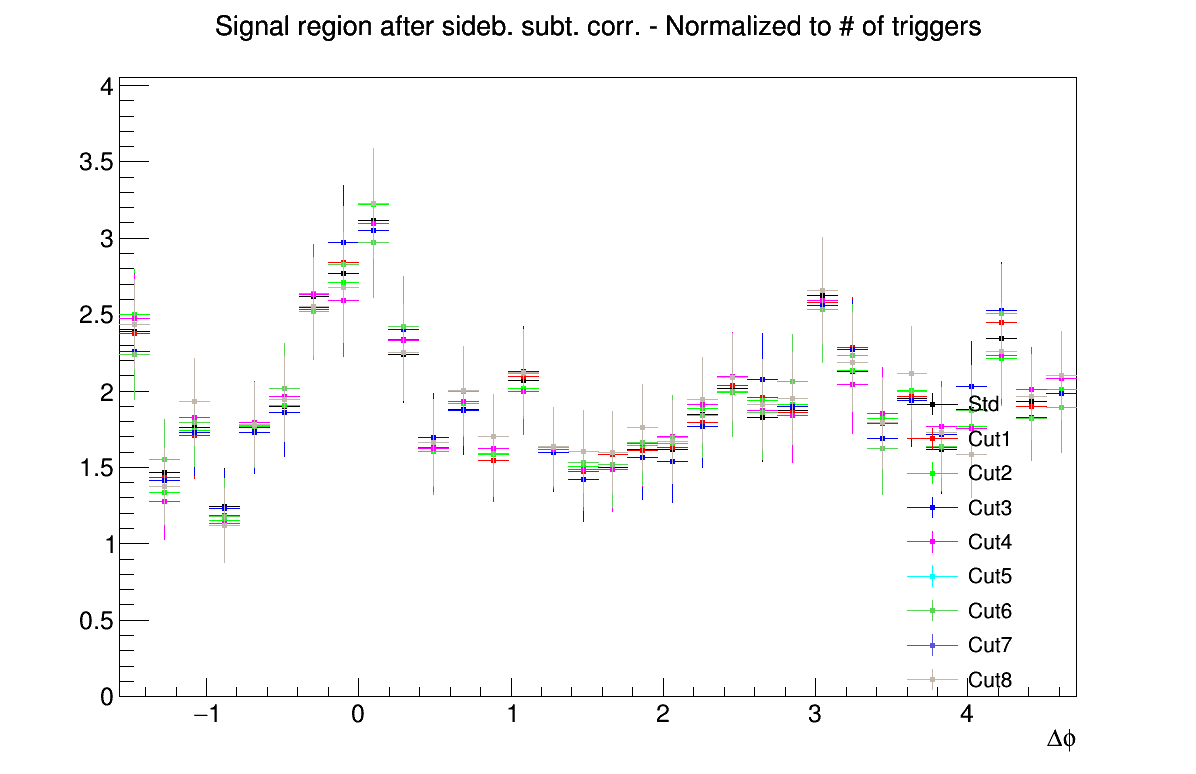 Signal region after sideb. subt. corr. - Normalized to # of triggers
4
3.5
3
2.5
2
1.5
1
0.5
0
Std
Cut1
Cut2
Cut3
Cut4
Cut5
Cut6
Cut7
Cut8
−1 0 1 2 3 4
Δϕ